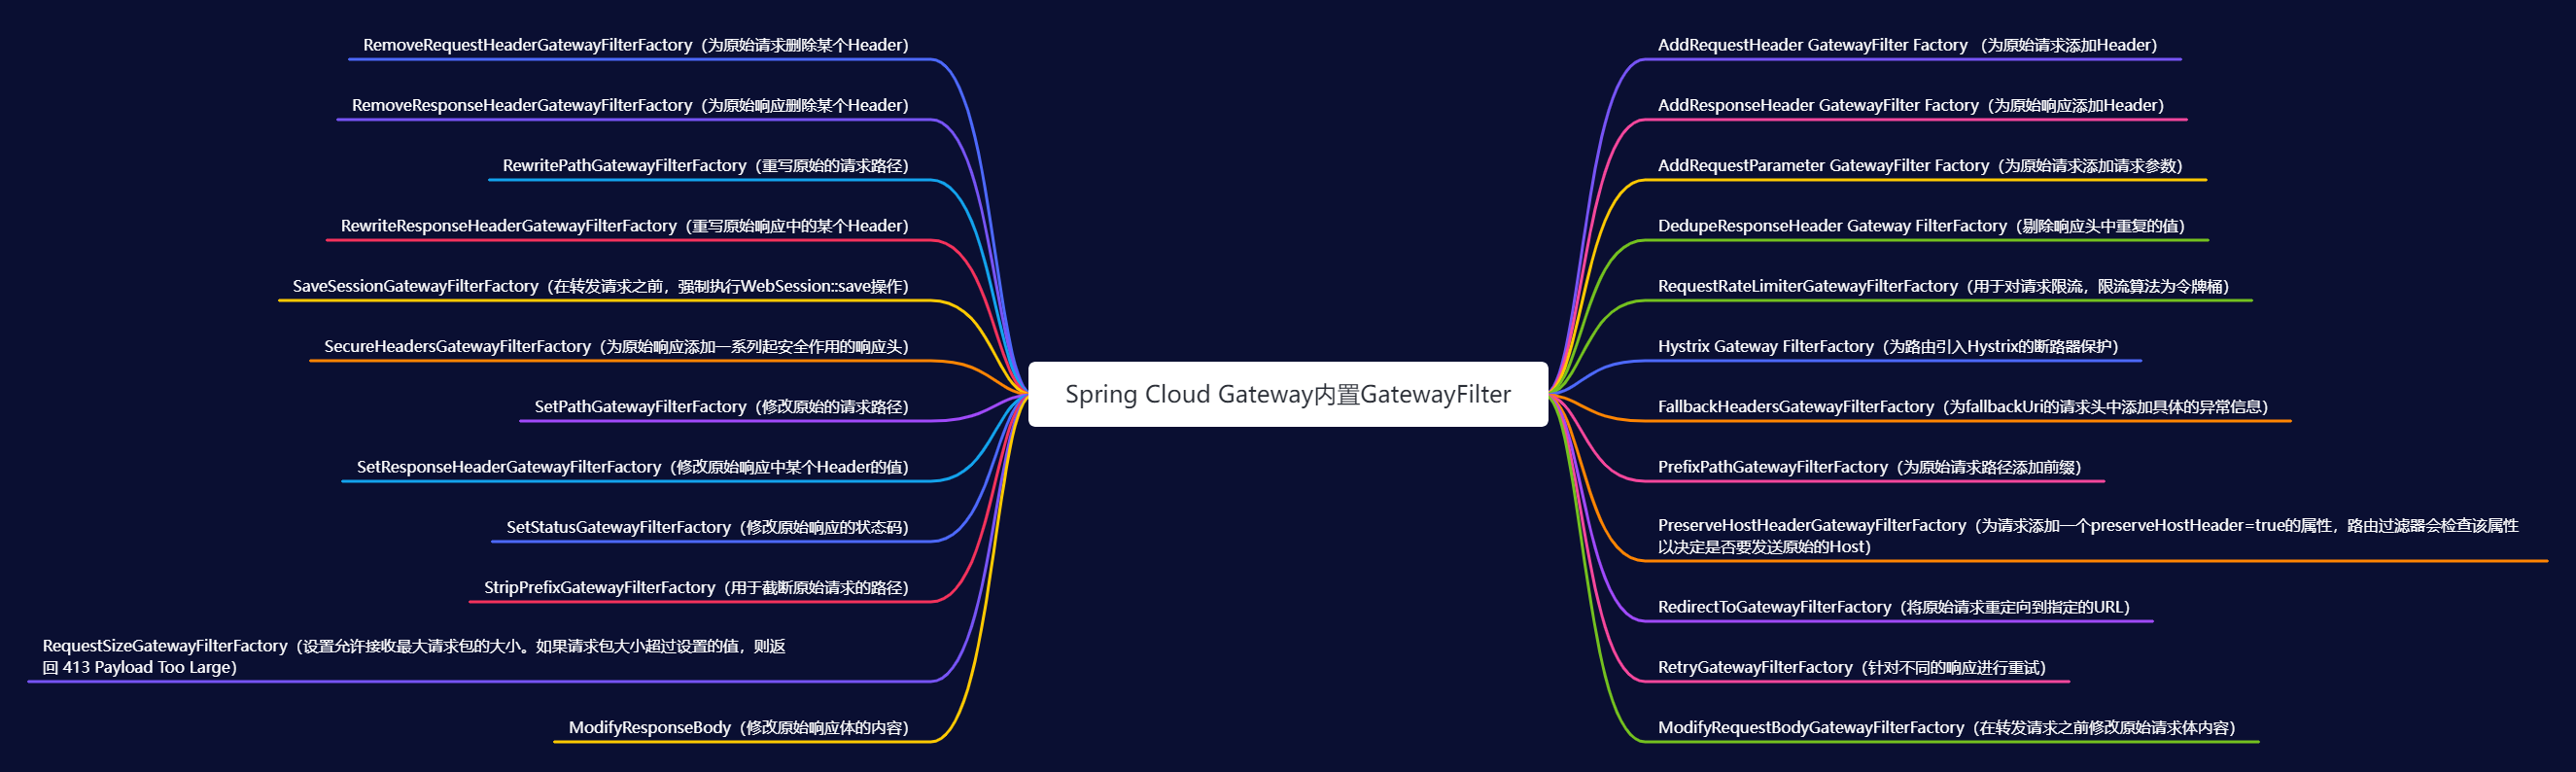 Spring Cloud Gateway内置GatewayFilter
RemoveRequestHeaderGatewayFilterFactory（为原始请求删除某个Header）
RemoveResponseHeaderGatewayFilterFactory（为原始响应删除某个Header）
RewritePathGatewayFilterFactory（重写原始的请求路径）
RewriteResponseHeaderGatewayFilterFactory（重写原始响应中的某个Header）
SaveSessionGatewayFilterFactory（在转发请求之前，强制执行WebSession::save操作）
SecureHeadersGatewayFilterFactory（为原始响应添加一系列起安全作用的响应头）
SetPathGatewayFilterFactory（修改原始的请求路径）
SetResponseHeaderGatewayFilterFactory（修改原始响应中某个Header的值）
SetStatusGatewayFilterFactory（修改原始响应的状态码）
StripPrefixGatewayFilterFactory（用于截断原始请求的路径）
RequestSizeGatewayFilterFactory（设置允许接收最大请求包的大小。如果请求包大小超过设置的值，则返
回 413 Payload Too Large）
ModifyResponseBody（修改原始响应体的内容）
AddRequestHeader GatewayFilter Factory （为原始请求添加Header）
AddResponseHeader GatewayFilter Factory（为原始响应添加Header）
AddRequestParameter GatewayFilter Factory（为原始请求添加请求参数）
DedupeResponseHeader Gateway FilterFactory（剔除响应头中重复的值）
RequestRateLimiterGatewayFilterFactory（用于对请求限流，限流算法为令牌桶）
Hystrix Gateway FilterFactory（为路由引入Hystrix的断路器保护）
FallbackHeadersGatewayFilterFactory（为fallbackUri的请求头中添加具体的异常信息）
PrefixPathGatewayFilterFactory（为原始请求路径添加前缀）
PreserveHostHeaderGatewayFilterFactory（为请求添加一个preserveHostHeader=true的属性，路由过滤器会检查该属性
以决定是否要发送原始的Host）
RedirectToGatewayFilterFactory（将原始请求重定向到指定的URL）
RetryGatewayFilterFactory（针对不同的响应进行重试）
ModifyRequestBodyGatewayFilterFactory（在转发请求之前修改原始请求体内容）